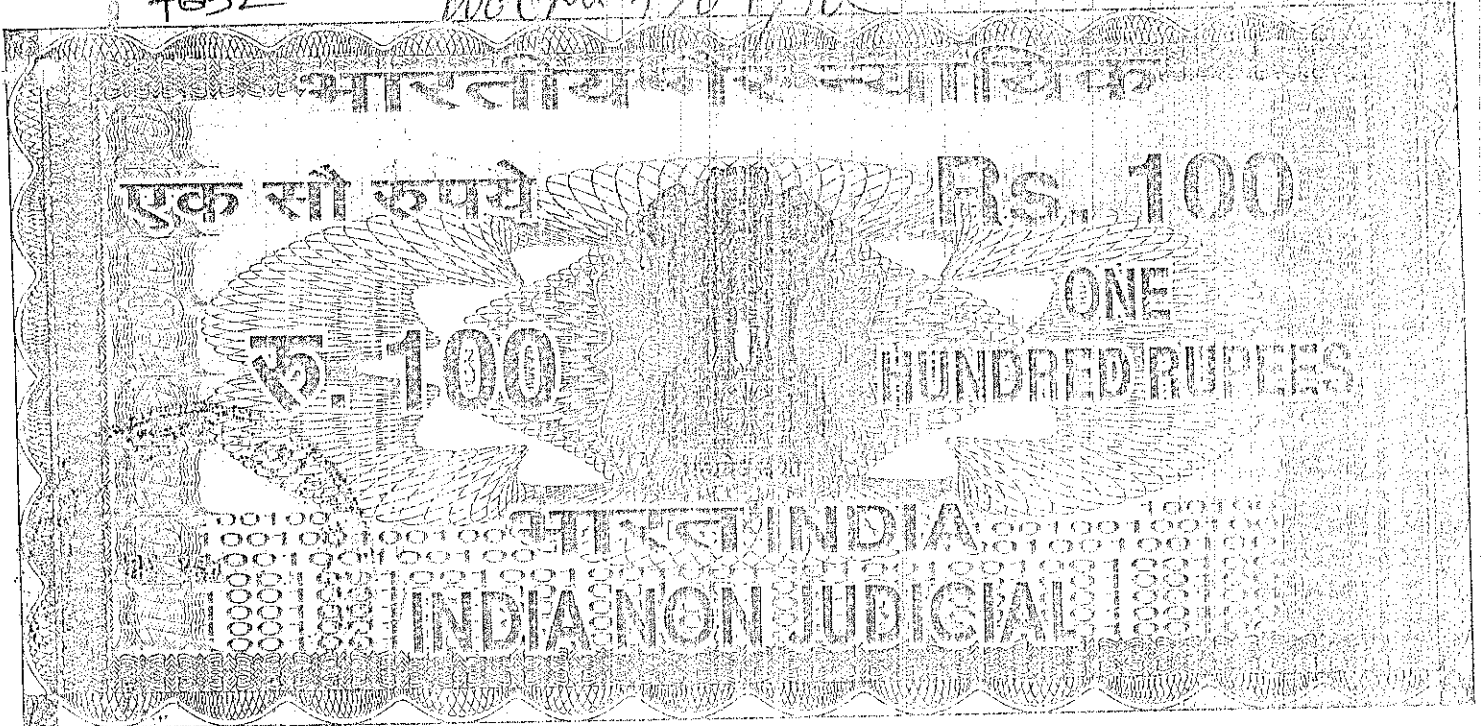 भारतीय गैर न्यायिक
एक सौ रुपये
Rs. 100
ONE
रु. 100
HUNDRED RUPEES
भारत INDIA
INDIA NON JUDICIAL